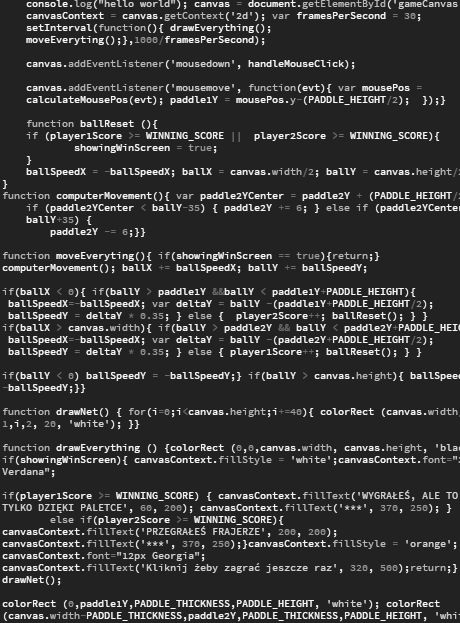 console.log("hello world"); canvas = document.getElementById('gameCanvas
canvasContext = canvas.getContext('2d'); var framesPerSecond = 30;
setInterval(function(){ drawEveryting();
moveEveryting();},1000/framesPerSecond);
canvas.addEventListener('mousedown', handleMouseClick);
canvas.addEventListener('mousemove', function(evt){ var mousePos =
calculateMousePos(evt); paddle1Y = mousePos.y-(PADDLE_HEIGHT/2);  });}
function ballReset (){
if (player1Score >= WINNING_SCORE ||  player2Score >= WINNING_SCORE){
showingWinScreen = true;
}
ballSpeedX = -ballSpeedX; ballX = canvas.width/2; ballY = canvas.height/2
}
function computerMovement(){ var paddle2YCenter = paddle2Y + (PADDLE_HEIGHT/
if (paddle2YCenter < ballY-35) { paddle2Y += 6; } else if (paddle2YCenter
ballY+35) {
paddle2Y -= 6;}}
function moveEveryting(){ if(showingWinScreen == true){return;}
computerMovement(); ballX += ballSpeedX; ballY += ballSpeedY;
if(ballX < 0){ if(ballY > paddle1Y &&ballY < paddle1Y+PADDLE_HEIGHT){
ballSpeedX=-ballSpeedX; var deltaY = ballY -(paddle1Y+PADDLE_HEIGHT/2);
ballSpeedY = deltaY * 0.35; } else {  player2Score++; ballReset(); } }
if(ballX > canvas.width){ if(ballY > paddle2Y && ballY < paddle2Y+PADDLE_HEI
ballSpeedX=-ballSpeedX; var deltaY = ballY -(paddle2Y+PADDLE_HEIGHT/2);
ballSpeedY = deltaY * 0.35; } else { player1Score++; ballReset(); } }
if(ballY < 0) ballSpeedY = -ballSpeedY;} if(ballY > canvas.height){ ballSpee
-ballSpeedY;}}
function drawNet() { for(i=0;i<canvas.height;i+=40){ colorRect (canvas.width/
1,i,2, 20, 'white'); }}
function drawEverything () {colorRect (0,0,canvas.width, canvas.height, 'bla
if(showingWinScreen){ canvasContext.fillStyle = 'white';canvasContext.font="
Verdana";
if(player1Score >= WINNING_SCORE) { canvasContext.fillText('WYGRAŁEŚ, ALE TO
TYLKO DZIĘKI PALETCE', 60, 200); canvasContext.fillText('***', 370, 250); }
else if(player2Score >= WINNING_SCORE){
canvasContext.fillText('PRZEGRAŁEŚ FRAJERZE', 200, 200);
canvasContext.fillText('***', 370, 250);}canvasContext.fillStyle = 'orange';
canvasContext.font="12px Georgia";
canvasContext.fillText('Kliknij żeby zagrać jeszcze raz', 320, 500);return;}
drawNet();
colorRect (0,paddle1Y,PADDLE_THICKNESS,PADDLE_HEIGHT, 'white'); colorRect
(canvas.width-PADDLE_THICKNESS,paddle2Y,PADDLE_THICKNESS,PADDLE_HEIGHT, 'whi